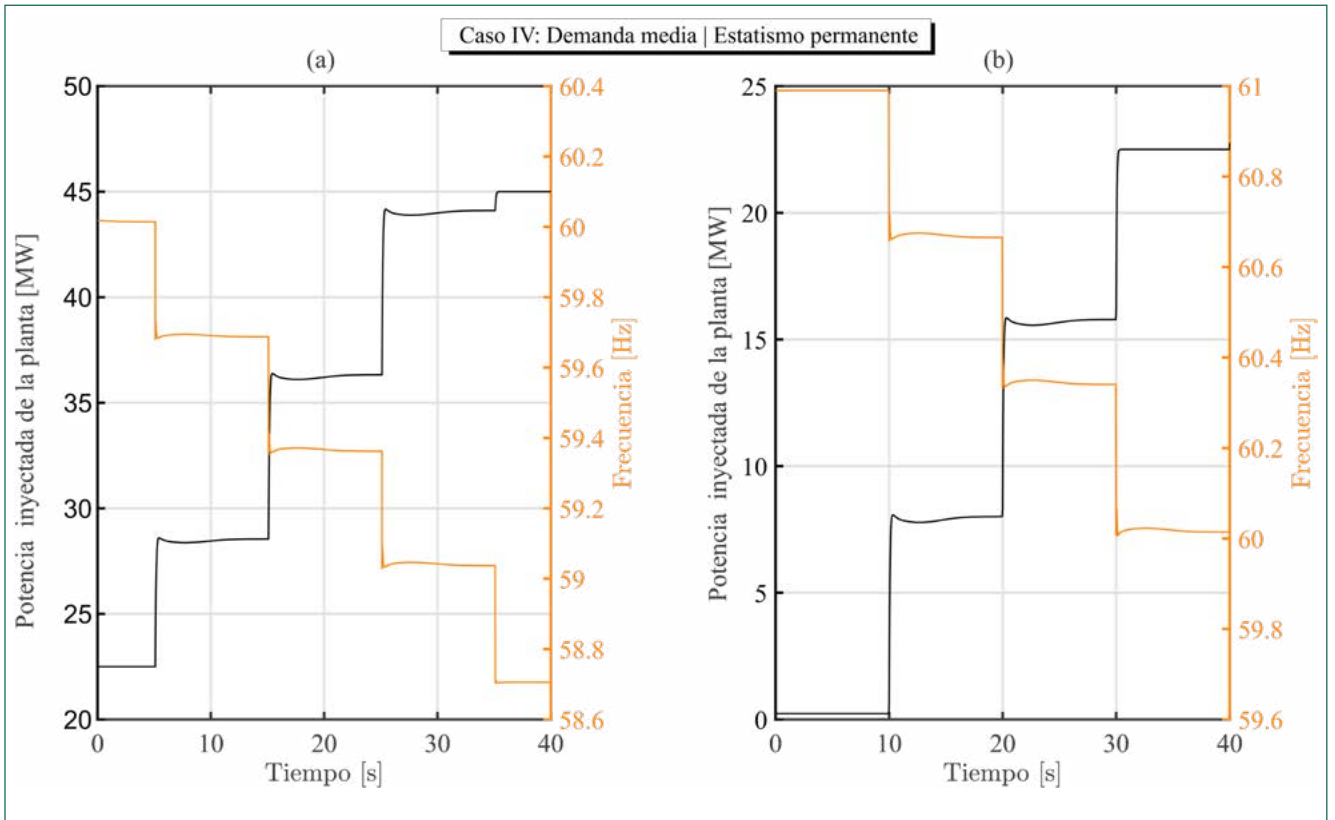 Caso IV: Demanda media | Estatismo permanente
(a)
50
45
40
35
30
25
20
Potencia inyectada de la planta [MW]
60.4
60.2
60
59.8
59.6
59.4
59.2
59
58.8
58.6
Frecuencia [Hz]
0 10 20 30 40
Tiempo [s]
(b)
25
20
15
10
5
0
Potencia inyectada de la planta [MW]
61
60.8
60.6
60.4
60.2
60
59.8
59.6
Frecuencia [Hz]
0 10 20 30 40
Tiempo [s]